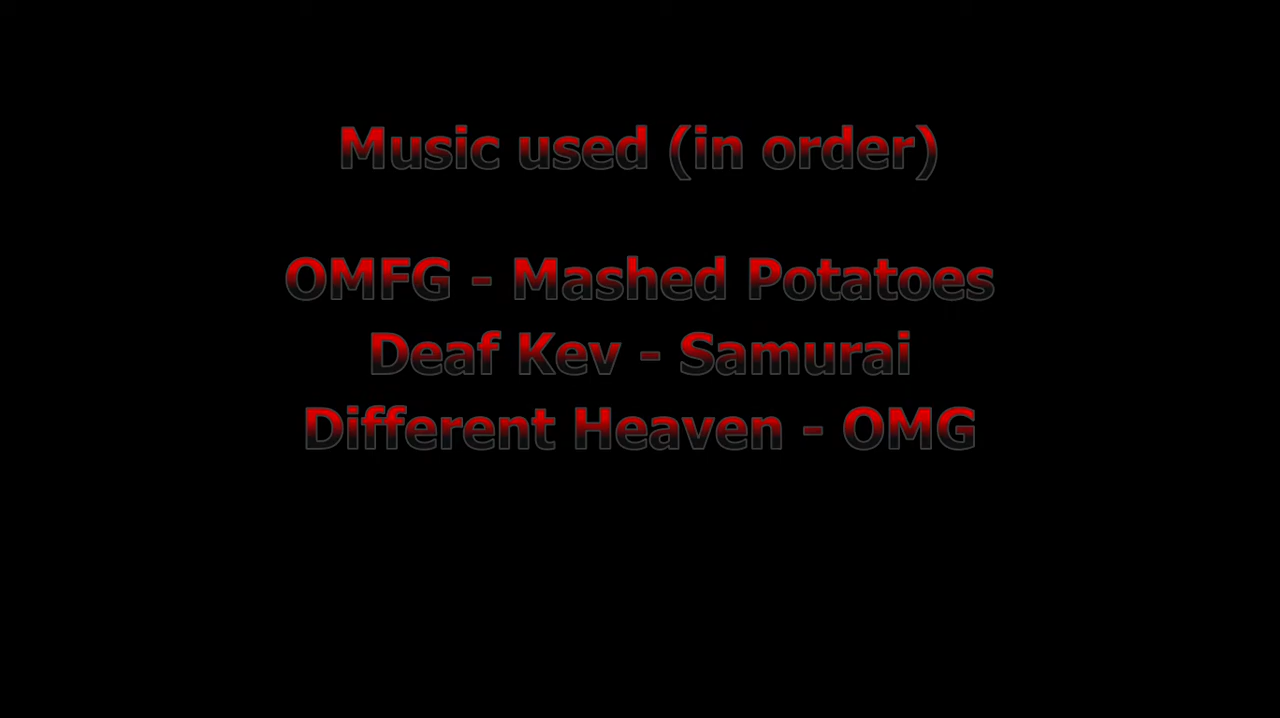 Music used (in order)
OMFG - Mashed Potatoes
Deaf Kev - Samurai
Different Heaven - OMG